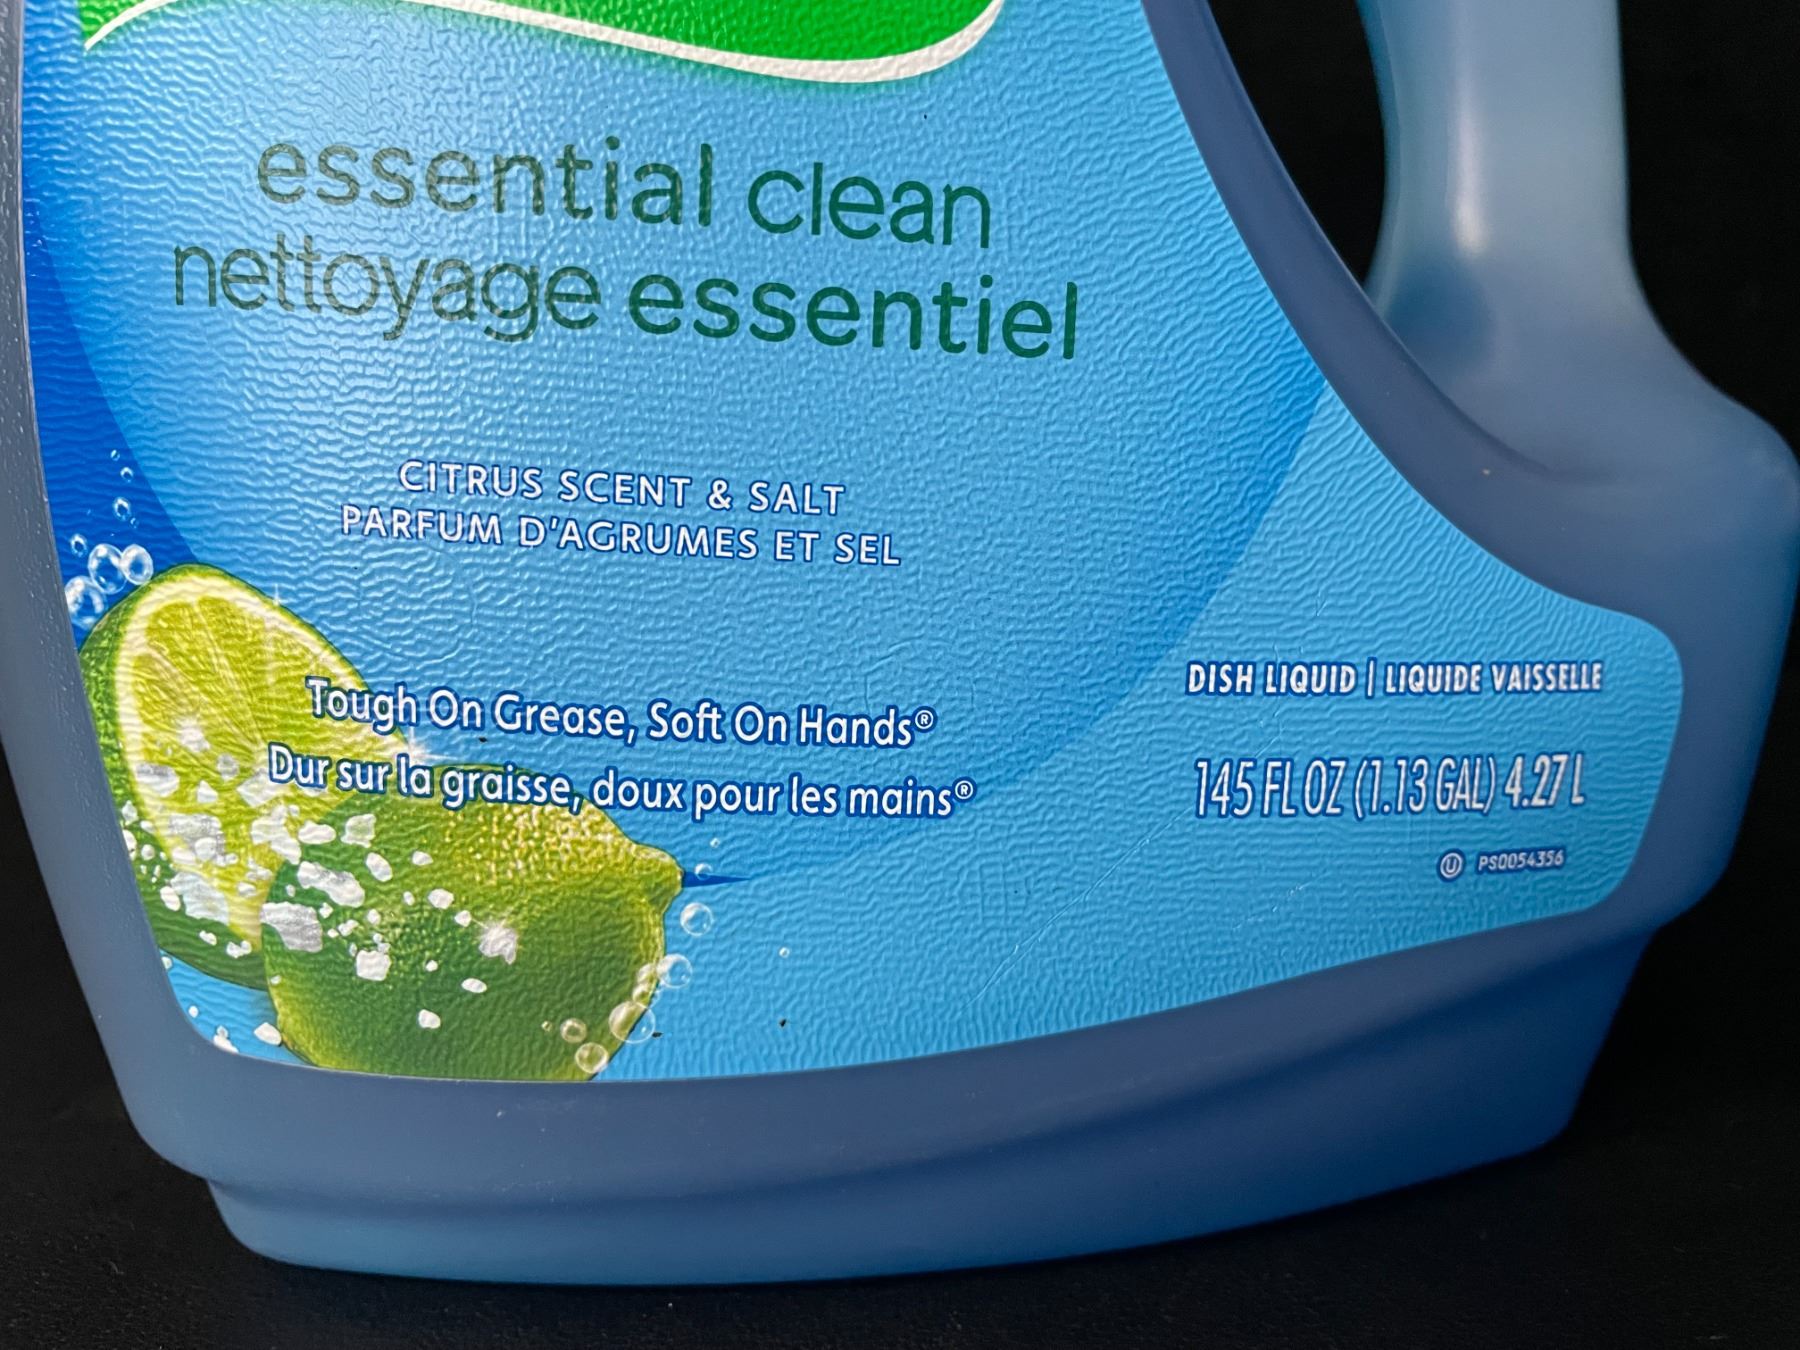 essential clean
nettoyage essentiel
CITRUS SCENT & SALT
PARFUM D'AGRUMES ET SEL
Tough On Grease, Soft On Hands®
Dur sur la graisse, doux pour les mains®
DISH LIQUID | LIQUIDE VAISSELLE
145 FL OZ (1.13 GAL) 4.27 L
Ⓤ PS0054356